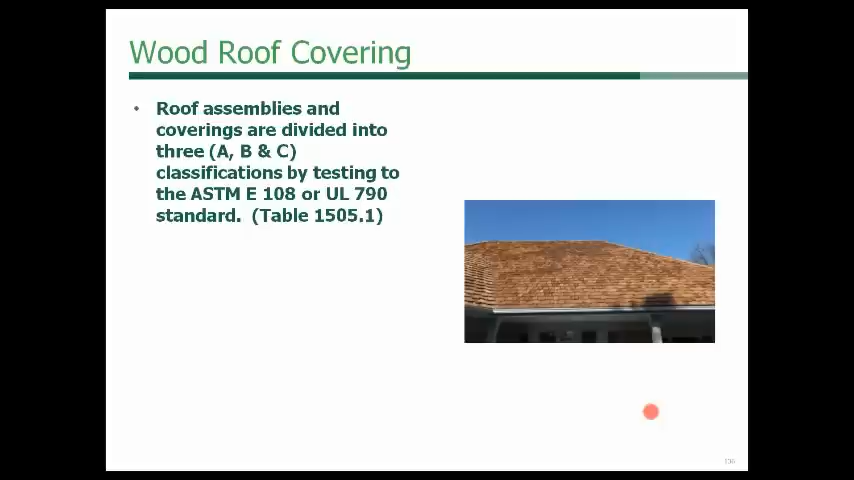 Wood Roof Covering
• Roof assemblies and
coverings are divided into
three (A, B & C)
classifications by testing to
the ASTM E 108 or UL 790
standard.  (Table 1505.1)